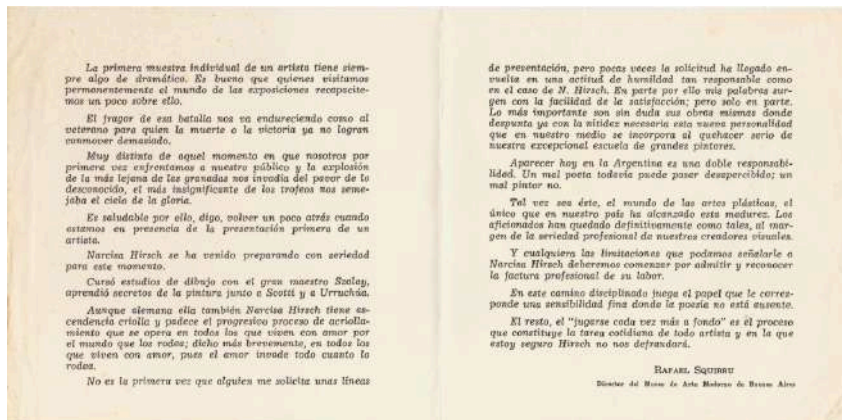 La primera muestra individual de un artista tiene siem-
pre algo de dramático. Es bueno que quienes visitamos
permanentemente el mundo de las exposiciones recapacite-
mos un poco sobre ello.
El fragor de esa batalla nos va endureciendo como al
veterano para quien la muerte o la victoria ya no logran
conmover demasiado.
Muy distinto de aquel momento en que nosotros por
primera vez enfrentamos a nuestro público y la explosión
de la más lejana de las granadas nos invadía del pavor de lo
desconocido, el más insignificante de los trofeos nos seme-
jaba el cielo de la gloria.
Es saludable por ello, digo, volver un poco atrás cuando
estamos en presencia de la presentación primera de un
artista.
Narcisa Hirsch se ha venido preparando con seriedad
para este momento.
Cursó estudios de dibujo con el gran maestro Szalay,
aprendió secretos de la pintura junto a Scotti y a Urruchúa.
Aunque alemana ella también Narcisa Hirsch tiene as-
cendencia criolla y padece el progresivo proceso de acriolla-
miento que se opera en todos los que viven con amor por
el mundo que los rodea; dicho más brevemente, en todos los
que viven con amor, pues el amor invade todo cuanto lo
rodea.
No es la primera vez que alguien me solicita unas líneas
de presentación, pero pocas veces la solicitud ha llegado en-
vuelta en una actitud de humildad tan responsable como
en el caso de N. Hirsch. En parte por ello mis palabras sur-
gen con la facilidad de la satisfacción; pero solo en parte.
Lo más importante son sin duda sus obras mismas donde
despunta ya con la nitidez necesaria esta nueva personalidad
que en nuestro medio se incorpora al quehacer serio de
nuestra excepcional escuela de grandes pintores.
Aparecer hoy en la Argentina es una doble responsabi-
lidad. Un mal poeta todavía puede pasar desapercibido; un
mal pintor no.
Tal vez sea éste, el mundo de las artes plásticas, el
único que en nuestro país ha alcanzado esta madurez. Los
aficionados han quedado definitivamente como tales, al mar-
gen de la seriedad profesional de nuestros creadores visuales.
Y cualquiera las limitaciones que podamos señalarle a
Narcisa Hirsch deberemos comenzar por admitir y reconocer
la factura profesional de su labor.
En este camino disciplinado juega el papel que le corres-
ponde una sensibilidad fina donde la poesía no está ausente.
El resto, el "jugarse cada vez más a fondo" es el proceso
que constituye la tarea cotidiana de todo artista y en la que
estoy seguro Hirsch no nos defraudará.
RAFAEL SQUIRRU
Director del Museo de Arte Moderno de Buenos Aires